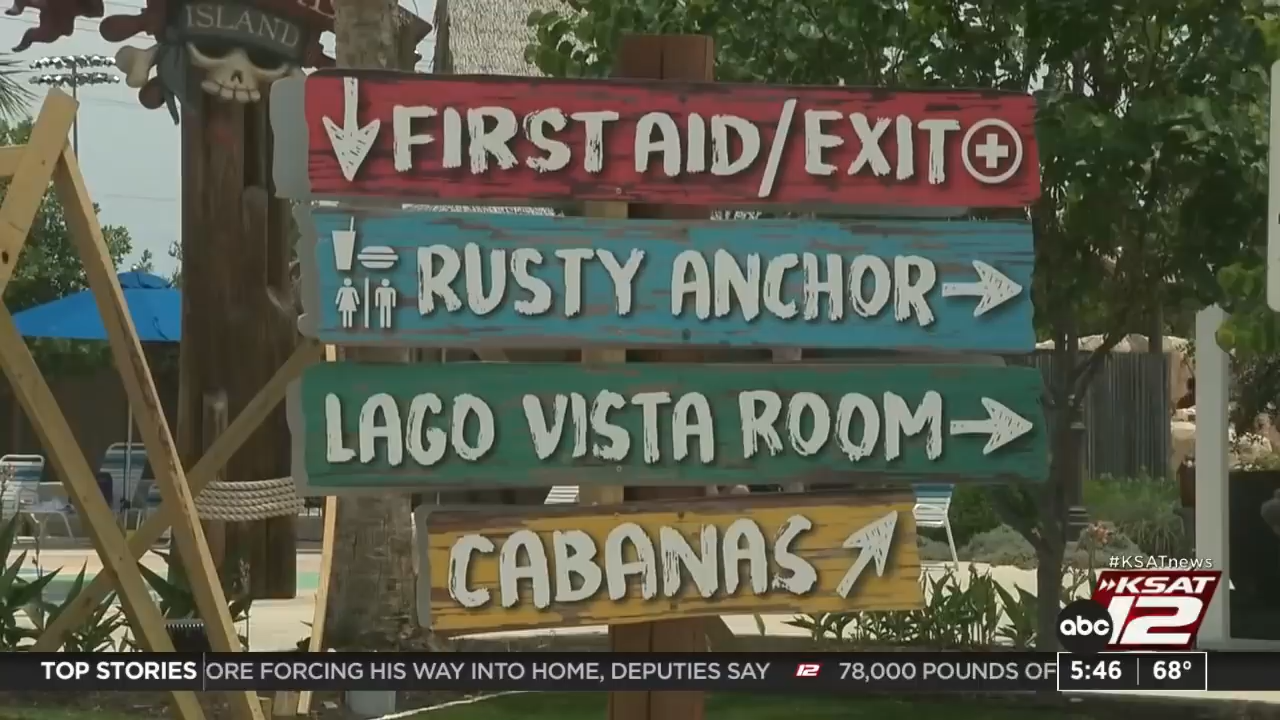 ISLAND
FIRST AID/EXIT
RUSTY ANCHOR
LAGO VISTA ROOM
CABANAS
#KSATnews
KSAT
abc 12
TOP STORIES ORE FORCING HIS WAY INTO HOME, DEPUTIES SAY 12 78,000 POUNDS OF 5:46 68°